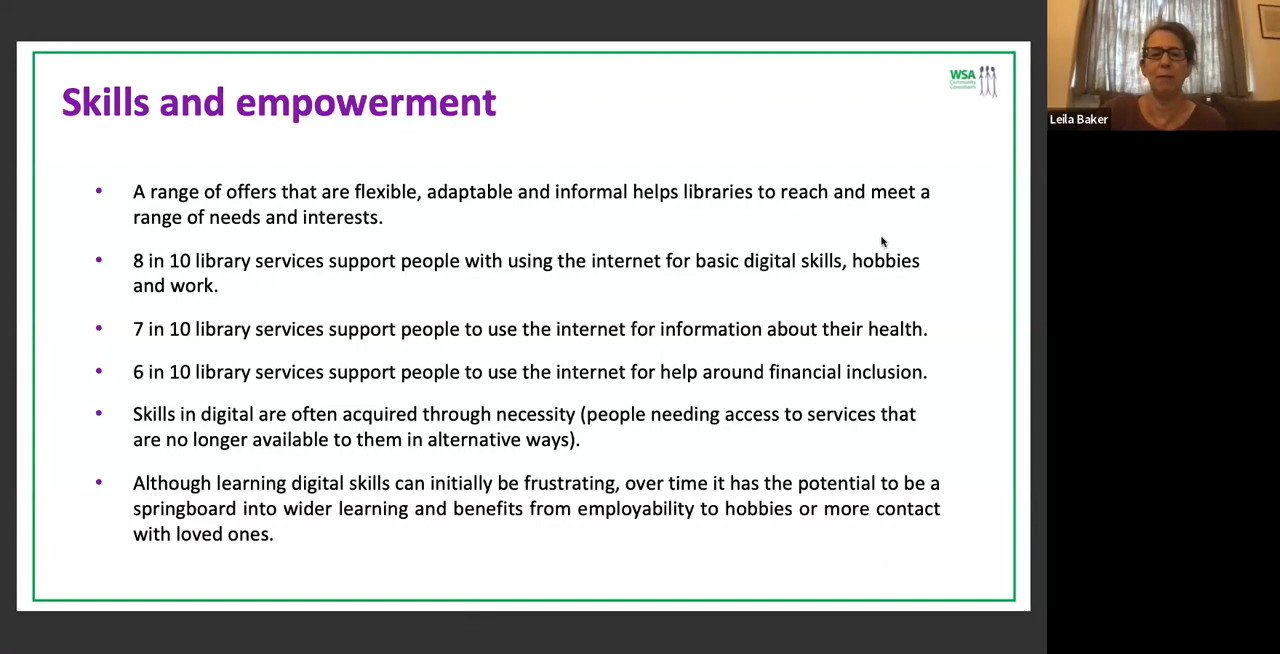 Skills and empowerment
WSA
Community
Consultants
Leila Baker
• A range of offers that are flexible, adaptable and informal helps libraries to reach and meet a
range of needs and interests.
• 8 in 10 library services support people with using the internet for basic digital skills, hobbies
and work.
• 7 in 10 library services support people to use the internet for information about their health.
• 6 in 10 library services support people to use the internet for help around financial inclusion.
• Skills in digital are often acquired through necessity (people needing access to services that
are no longer available to them in alternative ways).
• Although learning digital skills can initially be frustrating, over time it has the potential to be a
springboard into wider learning and benefits from employability to hobbies or more contact
with loved ones.